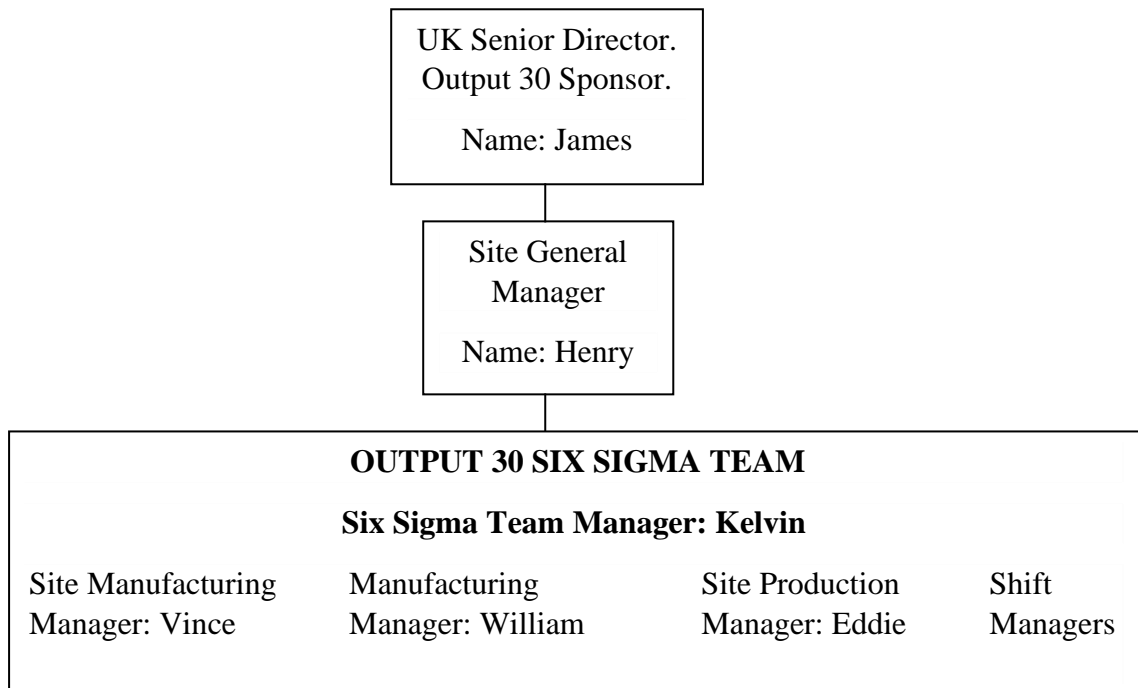 UK Senior Director.
Output 30 Sponsor.
Name: James
Site General
Manager
Name: Henry
OUTPUT 30 SIX SIGMA TEAM
Six Sigma Team Manager: Kelvin
Site Manufacturing
Manager: Vince
Manufacturing
Manager: William
Site Production
Manager: Eddie
Shift
Managers